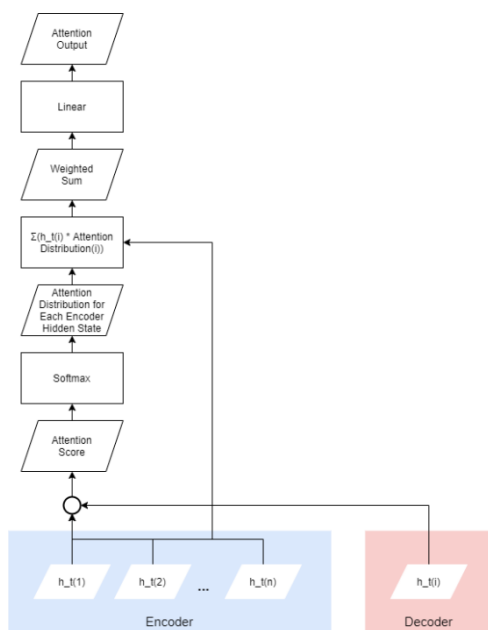 Attention
Output
Linear
Weighted
Sum
Σ(h_t(i) * Attention
Distribution(i))
Attention
Distribution for
Each Encoder
Hidden State
Softmax
Attention
Score
h_t(1)
h_t(2)
...
h_t(n)
h_t(i)
Encoder
Decoder